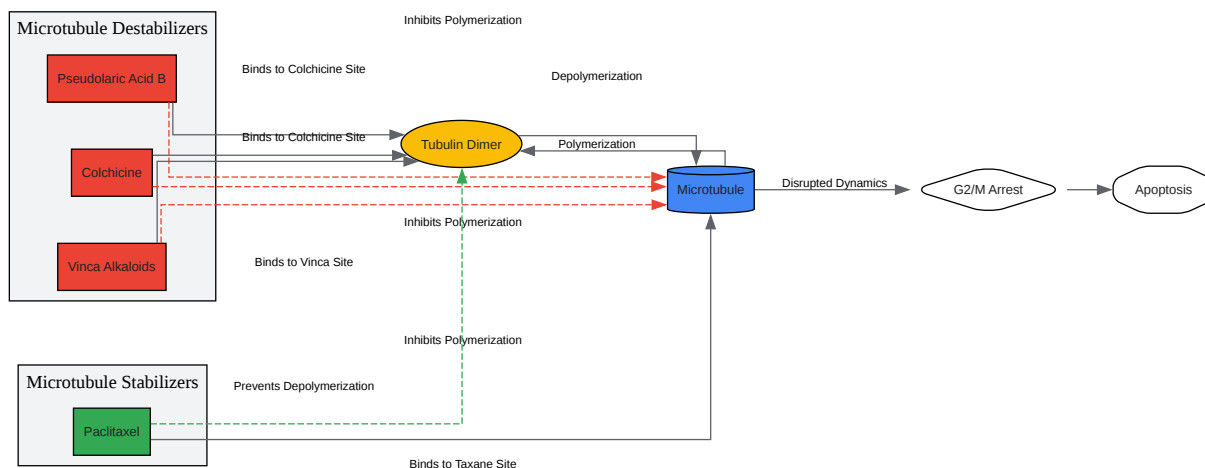 Inhibits Polymerization
Microtubule Destabilizers
Binds to Colchicine Site
Depolymerization
Pseudolaric Acid B
Binds to Colchicine Site
Tubulin Dimer
Polymerization
Colchicine
Microtubule
Disrupted Dynamics
G2/M Arrest
Apoptosis
Inhibits Polymerization
Vinca Alkaloids
Binds to Vinca Site
Inhibits Polymerization
Microtubule Stabilizers
Prevents Depolymerization
Paclitaxel
Binds to Taxane Site